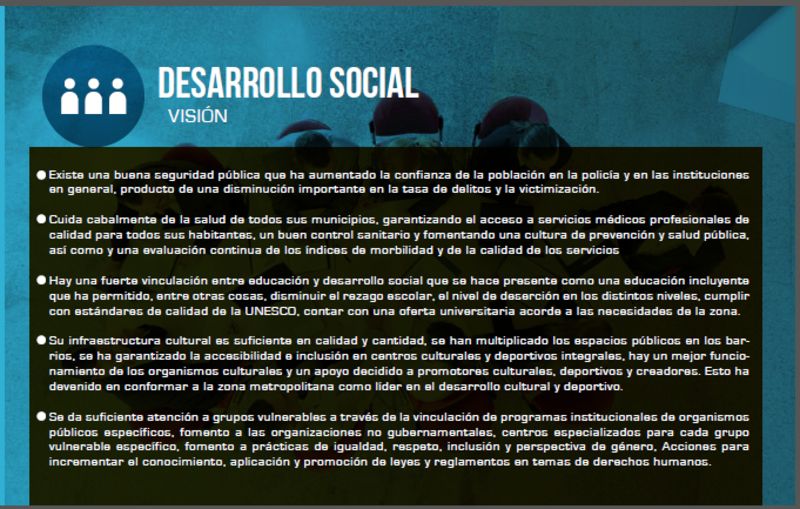 DESARROLLO SOCIAL
VISIÓN
Existe una buena seguridad pública que ha aumentado la confianza de la población en la policía y en las instituciones
en general, producto de una disminución importante en la tasa de delitos y la victimización.
Cuida cabalmente de la salud de todos sus municipios, garantizando el acceso a servicios médicos profesionales de
calidad para todos sus habitantes, un buen control sanitario y fomentando una cultura de prevención y salud pública,
así como y una evaluación continua de los índices de morbilidad y de la calidad de los servicios
Hay una fuerte vinculación entre educación y desarrollo social que se hace presente como una educación incluyente
que ha permitido, entre otras cosas, disminuir el rezago escolar, el nivel de deserción en los distintos niveles, cumplir
con estándares de calidad de la UNESCO, contar con una oferta universitaria acorde a las necesidades de la zona.
Su infraestructura cultural es suficiente en calidad y cantidad, se han multiplicado los espacios públicos en los bar-
rios, se ha garantizado la accesibilidad e inclusión en centros culturales y deportivos integrales, hay un mejor funcio-
namiento de los organismos culturales y un apoyo decidido a promotores culturales, deportivos y creadores. Esto ha
devenido en conformar a la zona metropolitana como líder en el desarrollo cultural y deportivo.
Se da suficiente atención a grupos vulnerables a través de la vinculación de programas institucionales de organismos
públicos específicos, fomento a las organizaciones no gubernamentales, centros especializados para cada grupo
vulnerable específico, fomento a prácticas de igualdad, respeto, inclusión y perspectiva de género, Acciones para
incrementar el conocimiento, aplicación y promoción de leyes y reglamentos en temas de derechos humanos.